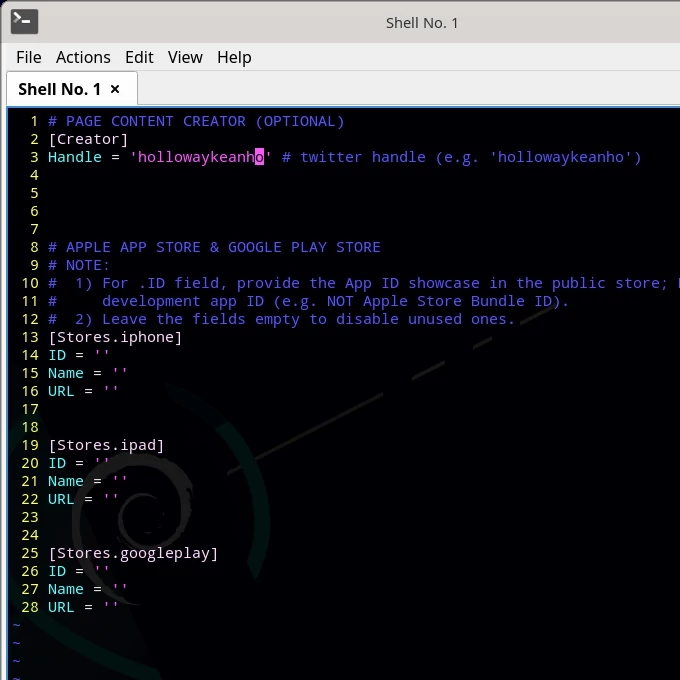 Shell No. 1
File Actions Edit View Help
Shell No. 1 ×
1 # PAGE CONTENT CREATOR (OPTIONAL)
2 [Creator]
3 Handle = 'hollowaykeanho' # twitter handle (e.g. 'hollowaykeanho')
4
5
6
7
8 # APPLE APP STORE & GOOGLE PLAY STORE
9 # NOTE:
10 #  1) For .ID field, provide the App ID showcase in the public store;
11 #     development app ID (e.g. NOT Apple Store Bundle ID).
12 #  2) Leave the fields empty to disable unused ones.
13 [Stores.iphone]
14 ID = ''
15 Name = ''
16 URL = ''
17
18
19 [Stores.ipad]
20 ID = ''
21 Name = ''
22 URL = ''
23
24
25 [Stores.googleplay]
26 ID = ''
27 Name = ''
28 URL = ''
~
~
~
~